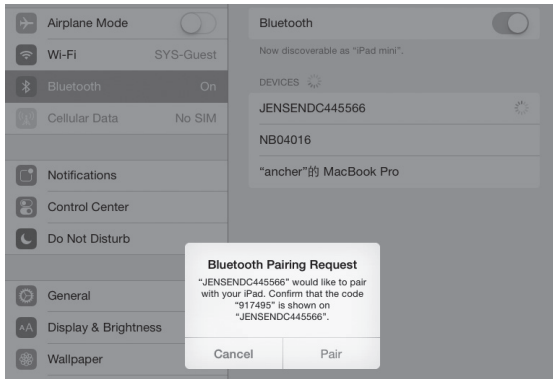 Airplane Mode
Wi-Fi SYS-Guest
Bluetooth On
Cellular Data No SIM
Notifications
Control Center
Do Not Disturb
General
AA Display & Brightness
Wallpaper
Bluetooth
Now discoverable as “iPad mini”.
DEVICES
JENSENDC445566
NB04016
“ancher”的 MacBook Pro
Bluetooth Pairing Request
“JENSENDC445566” would like to pair
with your iPad. Confirm that the code
“917495” is shown on
“JENSENDC445566”.
Cancel Pair